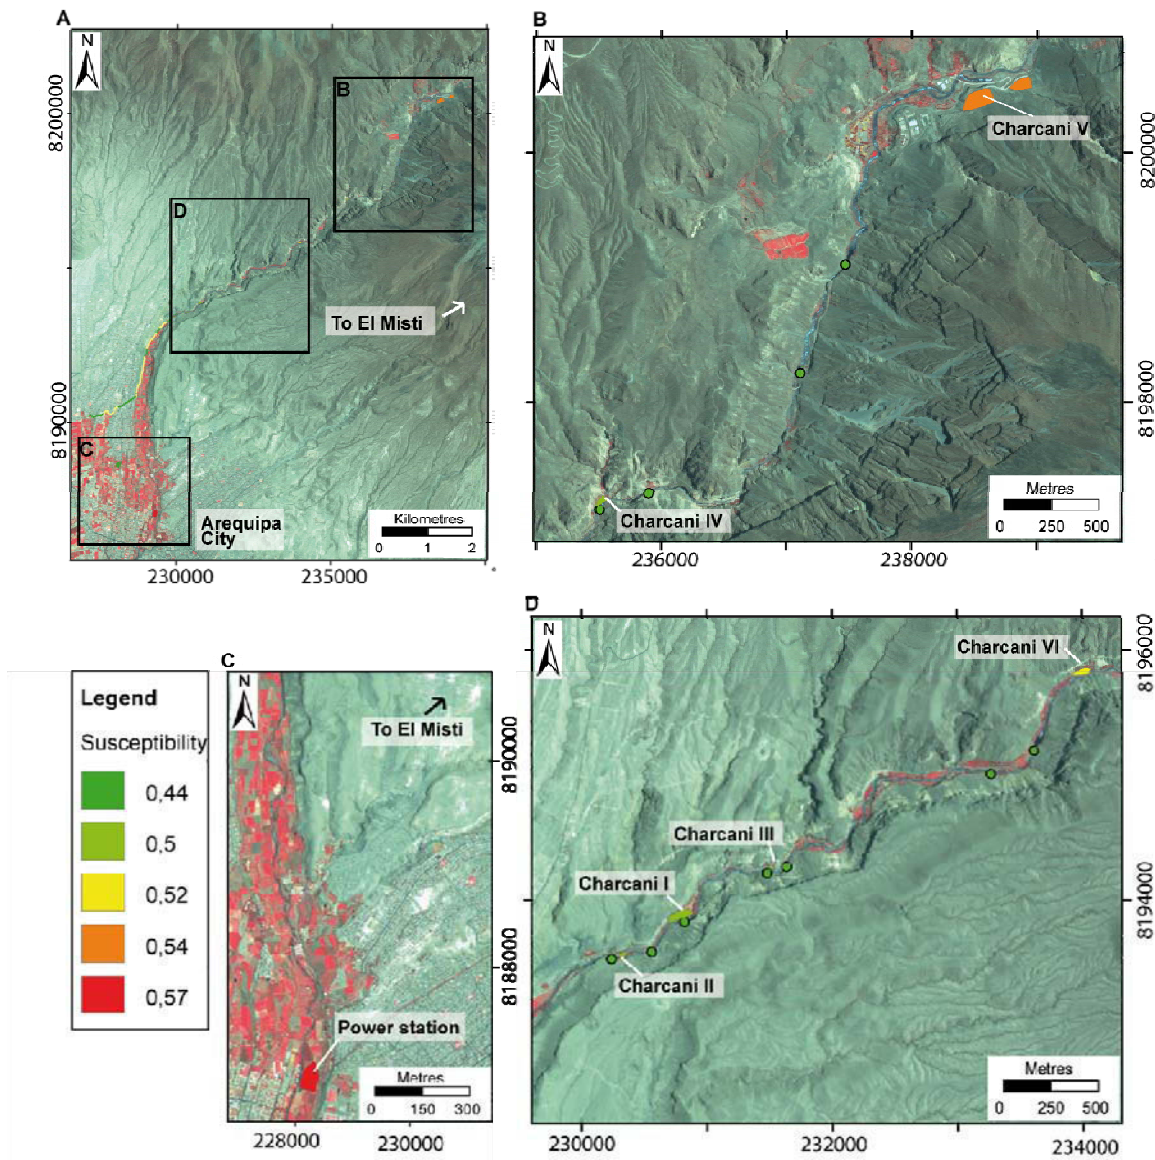 A
N
B
D
C
To El Misti
Arequipa
City
Kilometres
0 1 2
8200000
8190000
230000 235000
B
N
Charcani V
Charcani IV
Metres
0 250 500
8200000
8198000
236000 238000
Legend
Susceptibility
0,44
0,5
0,52
0,54
0,57
C
N
To El Misti
Power station
Metres
0 150 300
8190000
8188000
228000 230000
D
N
Charcani VI
Charcani III
Charcani I
Charcani II
Metres
0 250 500
8196000
8194000
230000 232000 234000